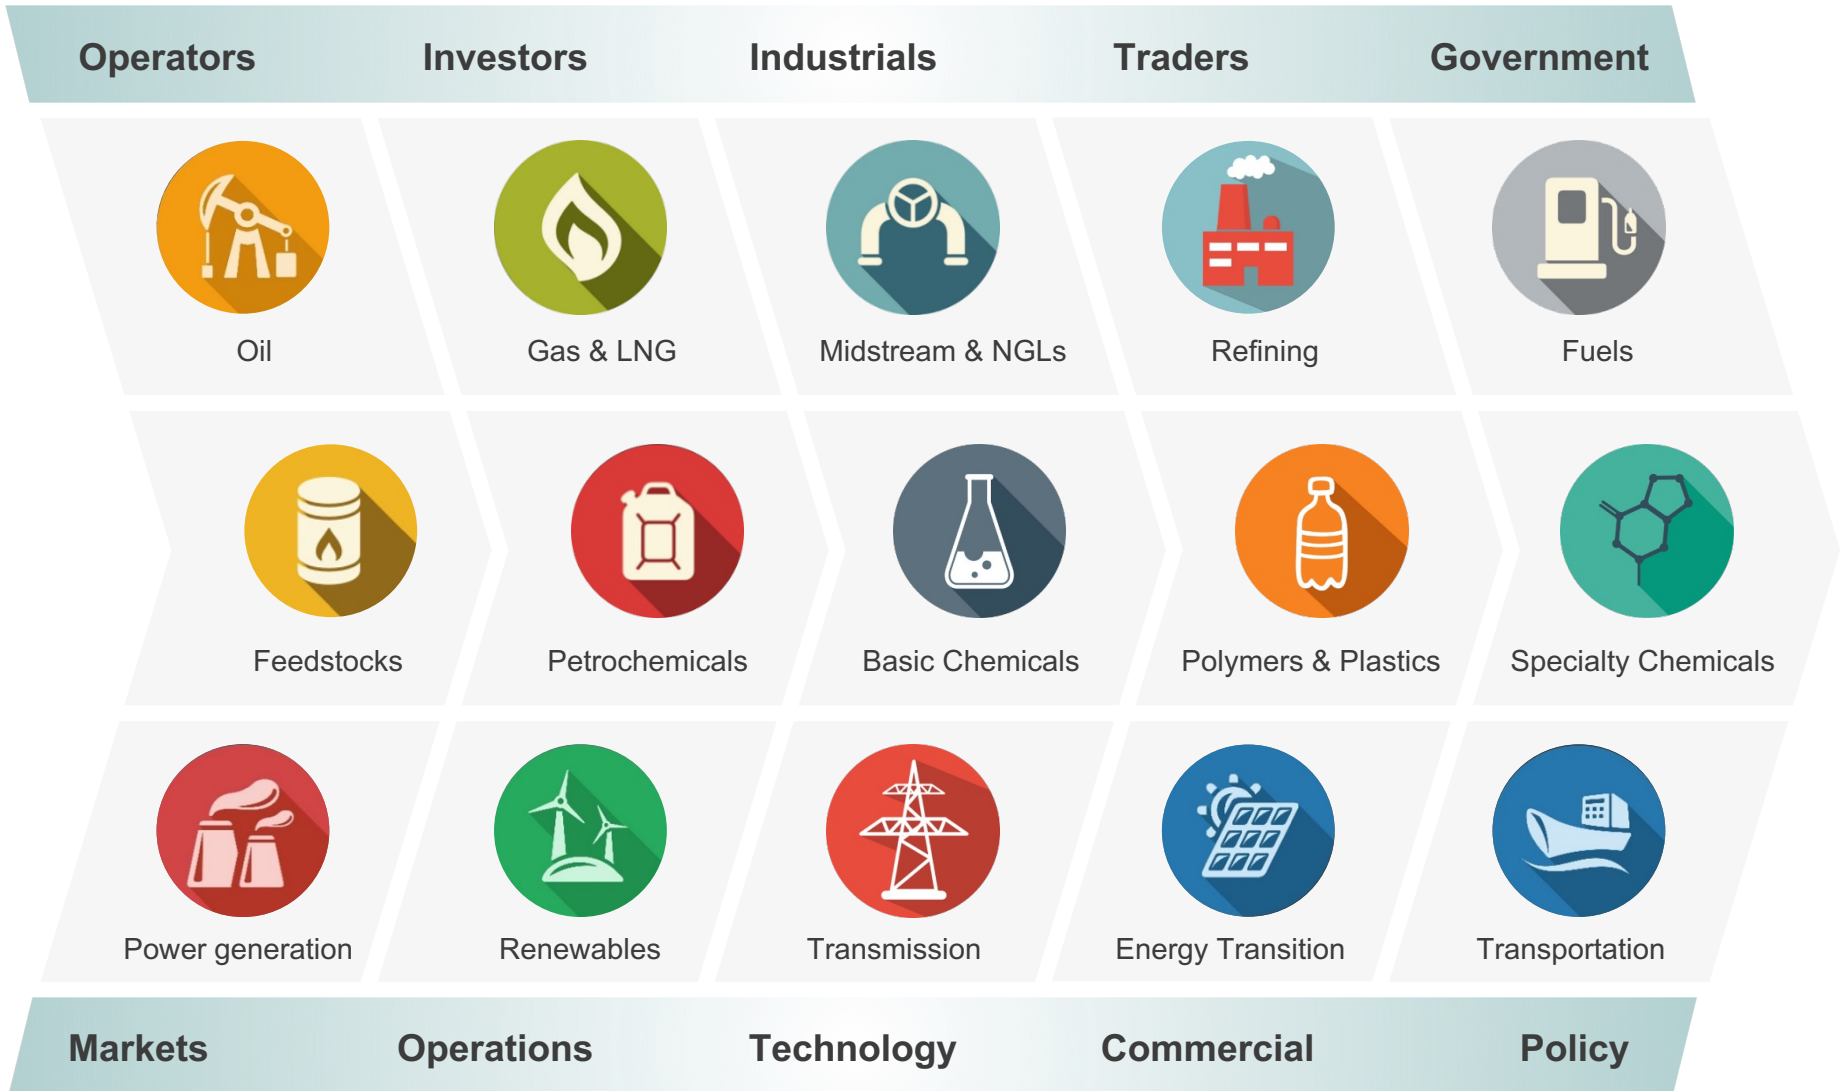 Operators Investors Industrials Traders Government
Oil Gas & LNG Midstream & NGLs Refining Fuels
Feedstocks Petrochemicals Basic Chemicals Polymers & Plastics Specialty Chemicals
Power generation Renewables Transmission Energy Transition Transportation
Markets Operations Technology Commercial Policy